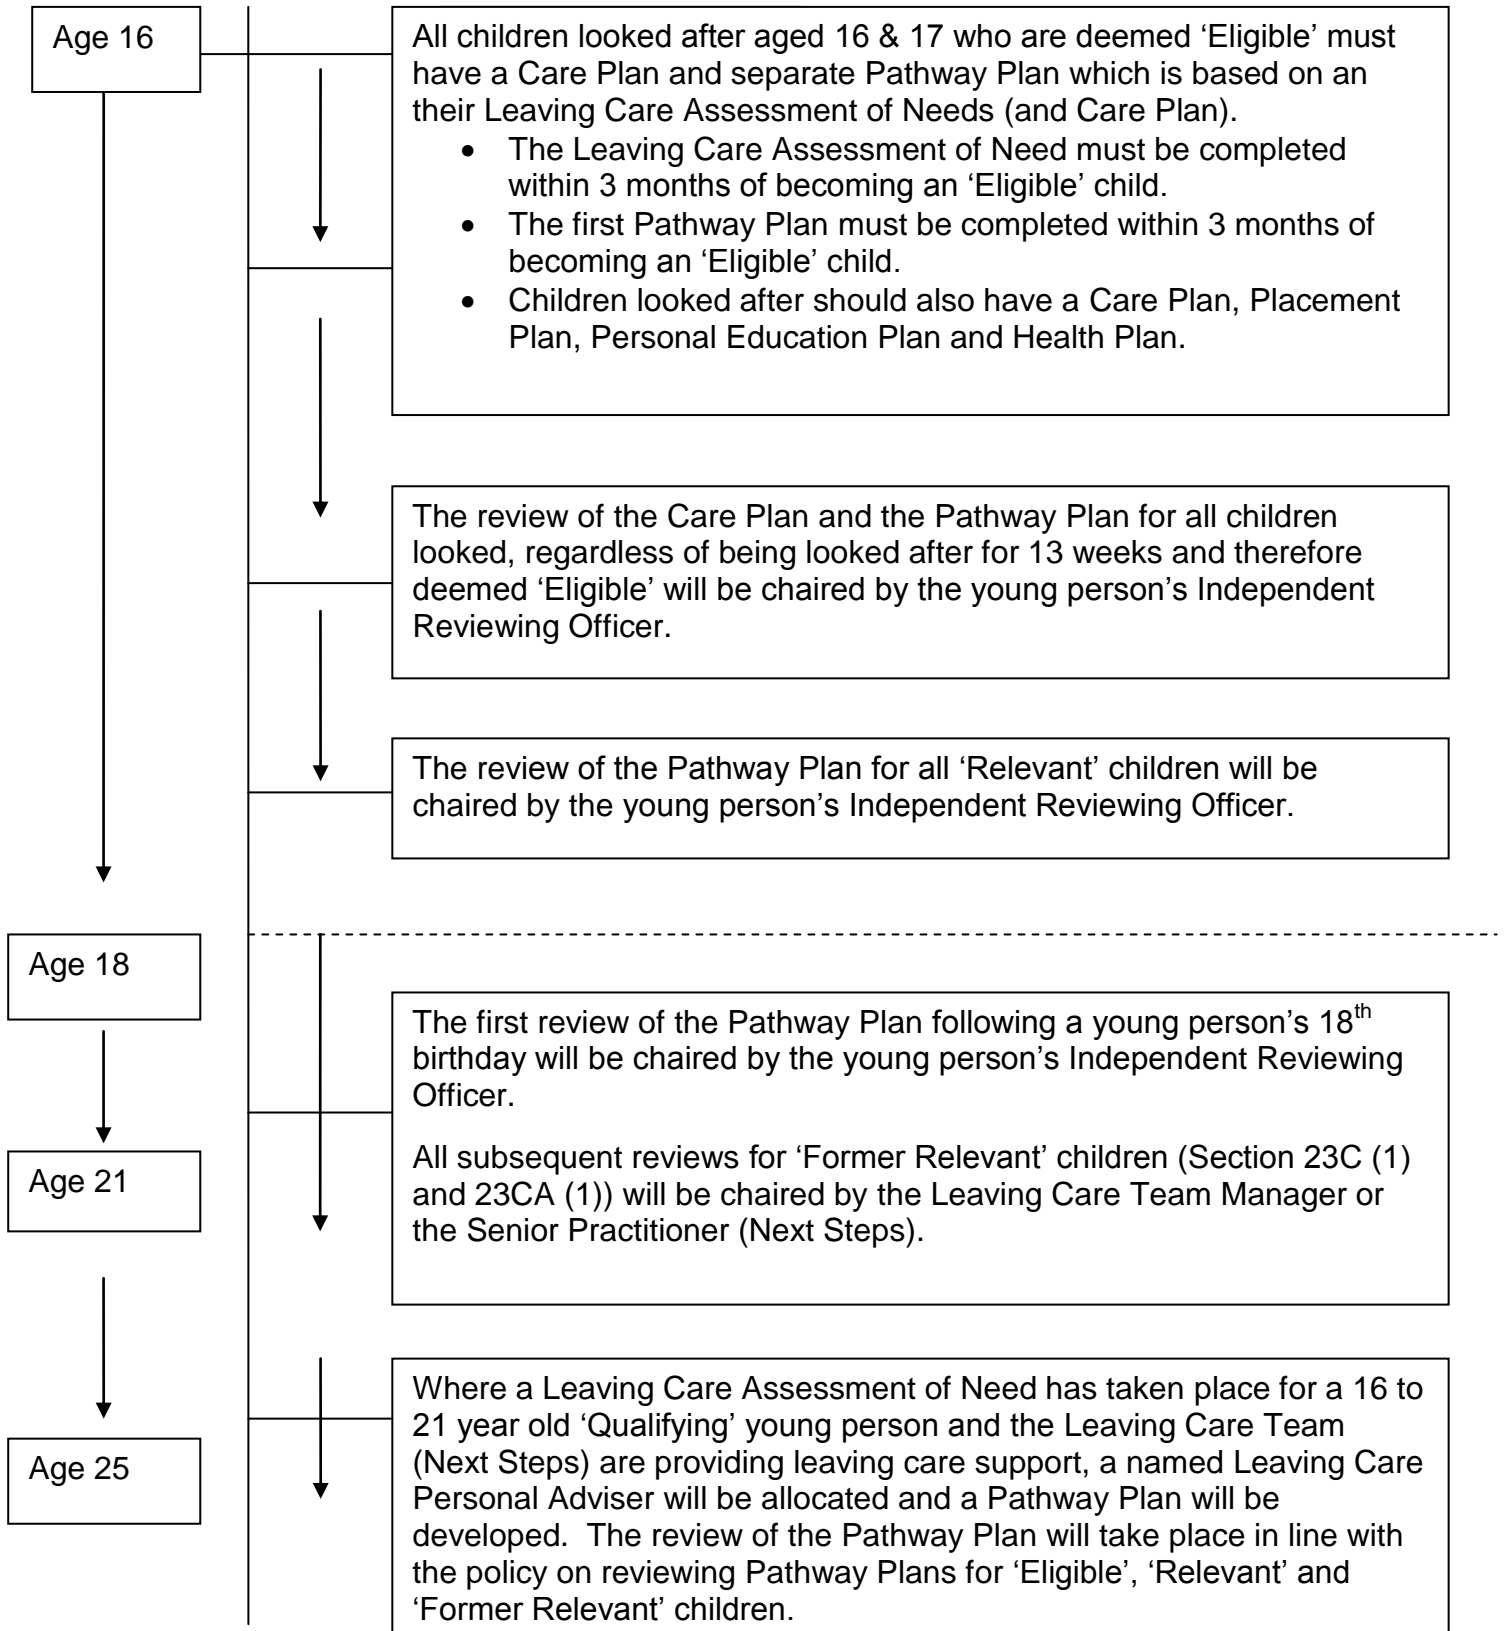 Age 16
All children looked after aged 16 & 17 who are deemed ‘Eligible’ must
have a Care Plan and separate Pathway Plan which is based on an
their Leaving Care Assessment of Needs (and Care Plan).
• The Leaving Care Assessment of Need must be completed
within 3 months of becoming an ‘Eligible’ child.
• The first Pathway Plan must be completed within 3 months of
becoming an ‘Eligible’ child.
• Children looked after should also have a Care Plan, Placement
Plan, Personal Education Plan and Health Plan.
The review of the Care Plan and the Pathway Plan for all children
looked, regardless of being looked after for 13 weeks and therefore
deemed ‘Eligible’ will be chaired by the young person’s Independent
Reviewing Officer.
The review of the Pathway Plan for all ‘Relevant’ children will be
chaired by the young person’s Independent Reviewing Officer.
Age 18
The first review of the Pathway Plan following a young person’s 18th
birthday will be chaired by the young person’s Independent Reviewing
Officer.
All subsequent reviews for ‘Former Relevant’ children (Section 23C (1)
and 23CA (1)) will be chaired by the Leaving Care Team Manager or
the Senior Practitioner (Next Steps).
Age 21
Where a Leaving Care Assessment of Need has taken place for a 16 to
21 year old ‘Qualifying’ young person and the Leaving Care Team
(Next Steps) are providing leaving care support, a named Leaving Care
Personal Adviser will be allocated and a Pathway Plan will be
developed.  The review of the Pathway Plan will take place in line with
the policy on reviewing Pathway Plans for ‘Eligible’, ‘Relevant’ and
‘Former Relevant’ children.
Age 25